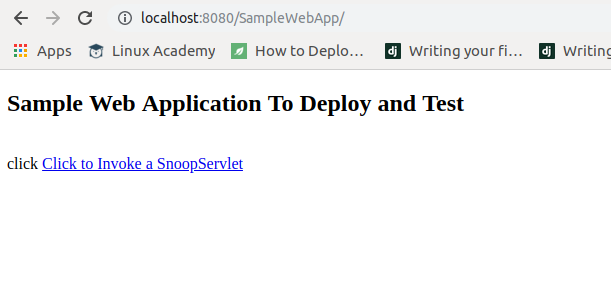 localhost:8080/SampleWebApp/
Apps Linux Academy How to Deplo... dj Writing your fi... dj Writing
Sample Web Application To Deploy and Test
click Click to Invoke a SnoopServlet